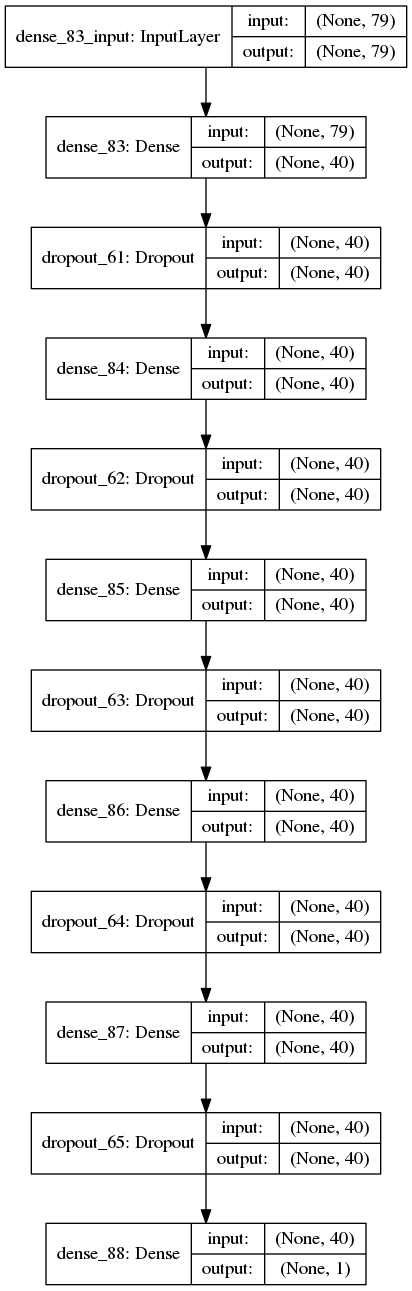 dense_83_input: InputLayer
input: (None, 79)
output: (None, 79)
dense_83: Dense
input: (None, 79)
output: (None, 40)
dropout_61: Dropout
input: (None, 40)
output: (None, 40)
dense_84: Dense
input: (None, 40)
output: (None, 40)
dropout_62: Dropout
input: (None, 40)
output: (None, 40)
dense_85: Dense
input: (None, 40)
output: (None, 40)
dropout_63: Dropout
input: (None, 40)
output: (None, 40)
dense_86: Dense
input: (None, 40)
output: (None, 40)
dropout_64: Dropout
input: (None, 40)
output: (None, 40)
dense_87: Dense
input: (None, 40)
output: (None, 40)
dropout_65: Dropout
input: (None, 40)
output: (None, 40)
dense_88: Dense
input: (None, 40)
output: (None, 1)